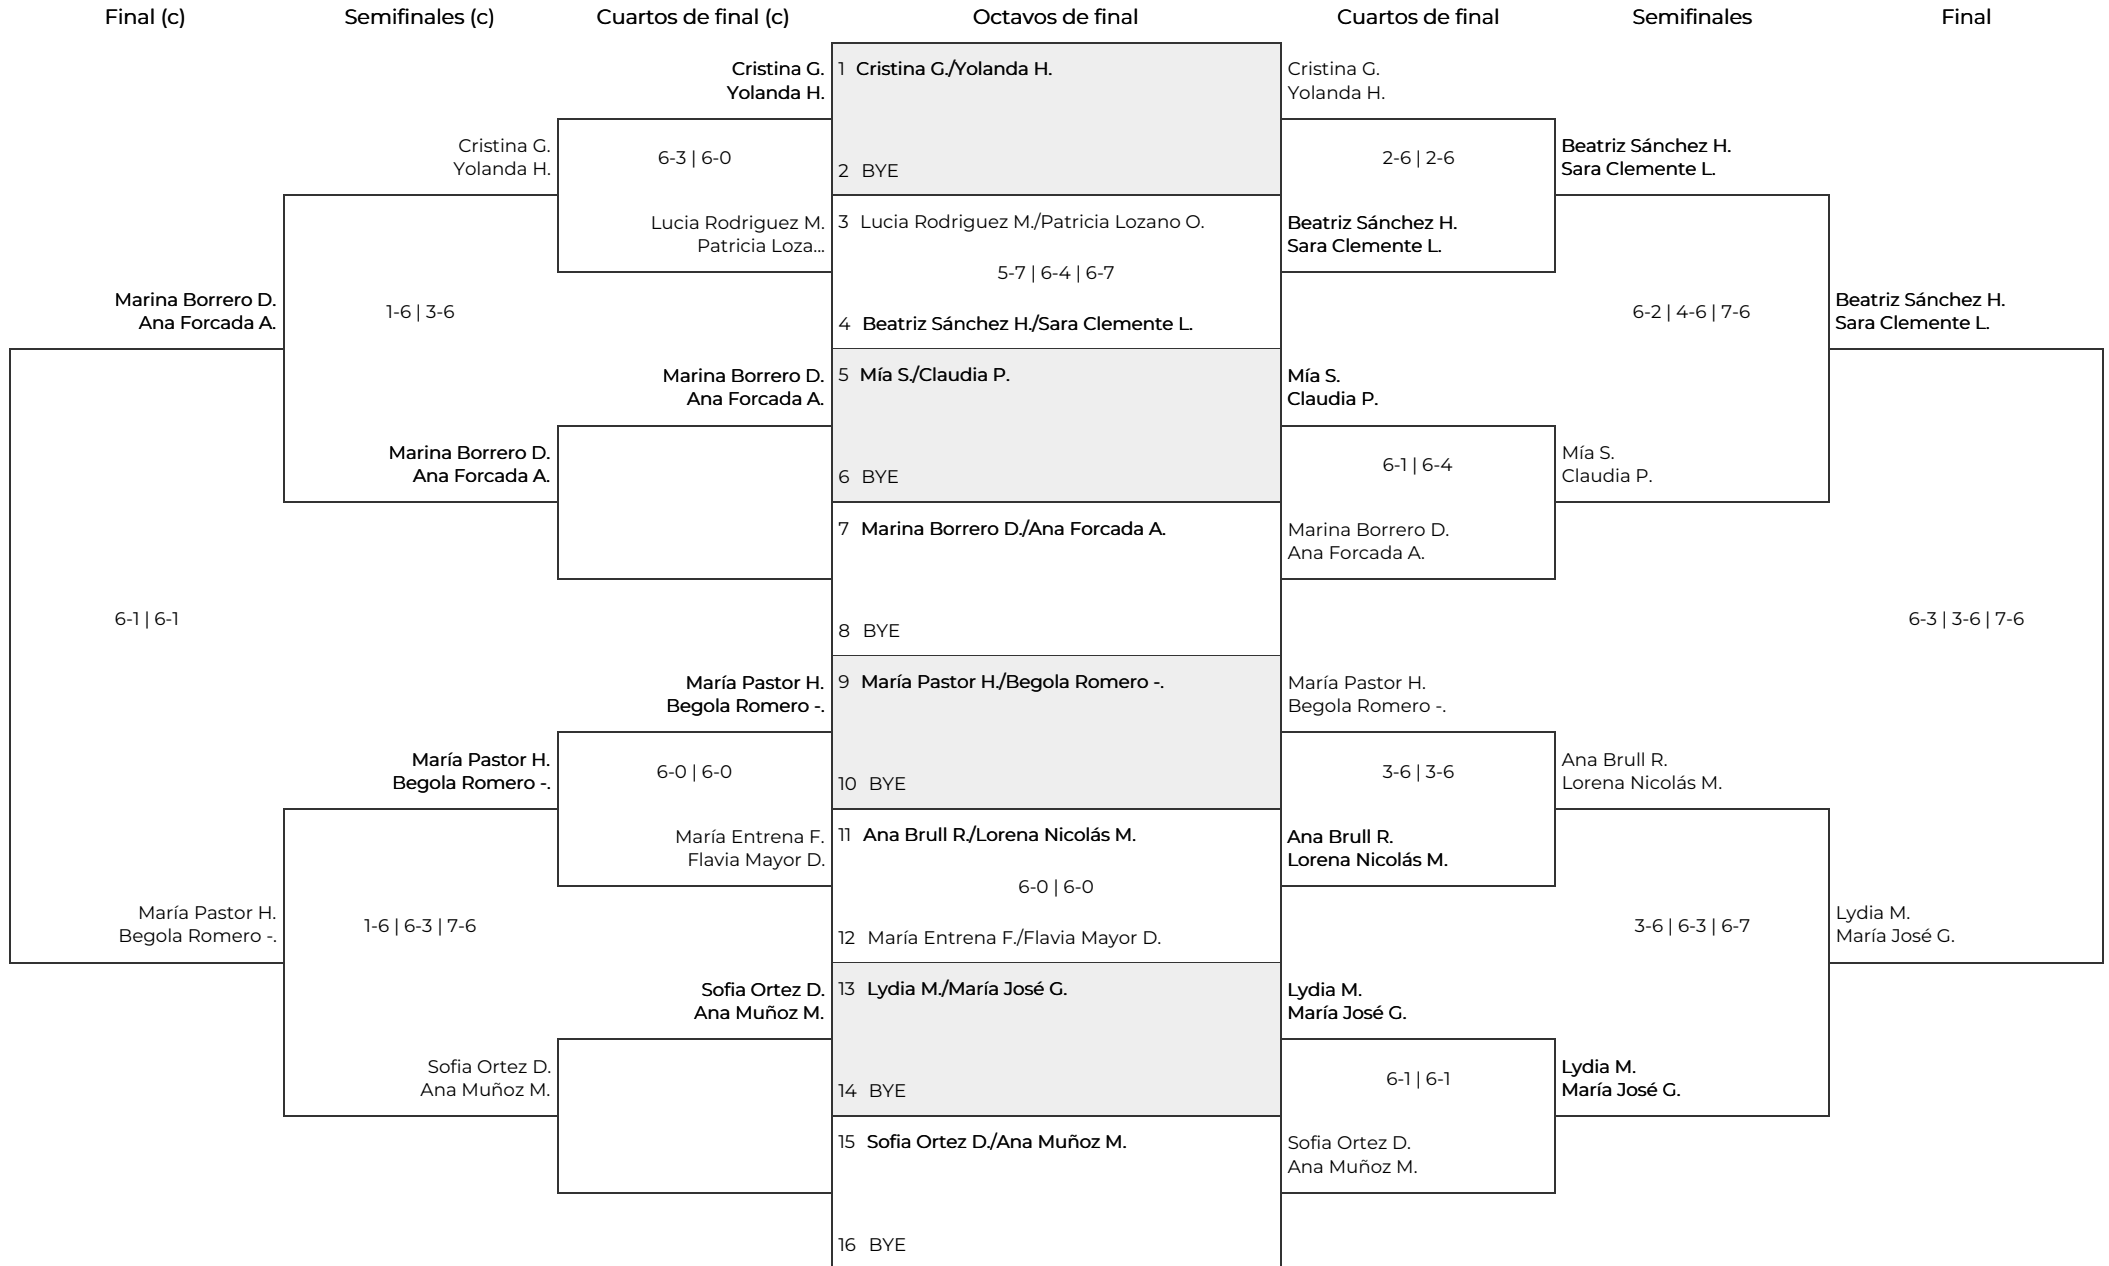 Final (c)
Semifinales (c)
Cuartos de final (c)
Octavos de final
Cuartos de final
Semifinales
Final
Marina Borrero D.
Ana Forcada A.
6-1 | 6-1
María Pastor H.
Begola Romero -.
Cristina G.
Yolanda H.
1-6 | 3-6
Marina Borrero D.
Ana Forcada A.
María Pastor H.
Begola Romero -.
1-6 | 6-3 | 7-6
Sofia Ortez D.
Ana Muñoz M.
Cristina G.
Yolanda H.
6-3 | 6-0
Lucia Rodriguez M.
Patricia Loza...
Marina Borrero D.
Ana Forcada A.
María Pastor H.
Begola Romero -.
6-0 | 6-0
María Entrena F.
Flavia Mayor D.
Sofia Ortez D.
Ana Muñoz M.
1 Cristina G./Yolanda H.
2 BYE
3 Lucia Rodriguez M./Patricia Lozano O.
5-7 | 6-4 | 6-7
4 Beatriz Sánchez H./Sara Clemente L.
5 Mía S./Claudia P.
6 BYE
7 Marina Borrero D./Ana Forcada A.
8 BYE
9 María Pastor H./Begola Romero -.
10 BYE
11 Ana Brull R./Lorena Nicolás M.
6-0 | 6-0
12 María Entrena F./Flavia Mayor D.
13 Lydia M./María José G.
14 BYE
15 Sofia Ortez D./Ana Muñoz M.
16 BYE
Cristina G.
Yolanda H.
2-6 | 2-6
Beatriz Sánchez H.
Sara Clemente L.
Mía S.
Claudia P.
6-1 | 6-4
Marina Borrero D.
Ana Forcada A.
María Pastor H.
Begola Romero -.
3-6 | 3-6
Ana Brull R.
Lorena Nicolás M.
Lydia M.
María José G.
6-1 | 6-1
Sofia Ortez D.
Ana Muñoz M.
Beatriz Sánchez H.
Sara Clemente L.
6-2 | 4-6 | 7-6
Mía S.
Claudia P.
Ana Brull R.
Lorena Nicolás M.
3-6 | 6-3 | 6-7
Lydia M.
María José G.
Beatriz Sánchez H.
Sara Clemente L.
6-3 | 3-6 | 7-6
Lydia M.
María José G.